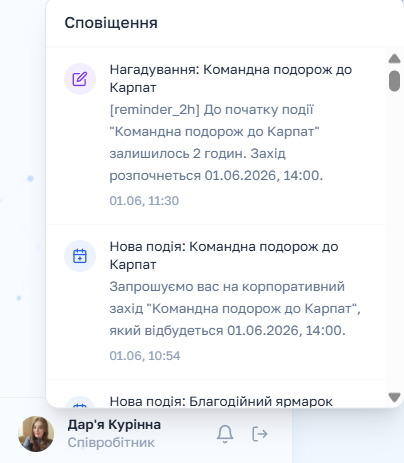 Сповіщення
Нагадування: Командна подорож до
Карпат
[reminder_2h] До початку події
"Командна подорож до Карпат"
залишилось 2 годин. Захід
розпочнеться 01.06.2026, 14:00.
01.06, 11:30
Нова подія: Командна подорож до
Карпат
Запрошуємо вас на корпоративний
захід "Командна подорож до Карпат",
який відбудеться 01.06.2026, 14:00.
01.06, 10:54
Нова подія: Благодійний ярмарок
Дар'я Курінна
Співробітник